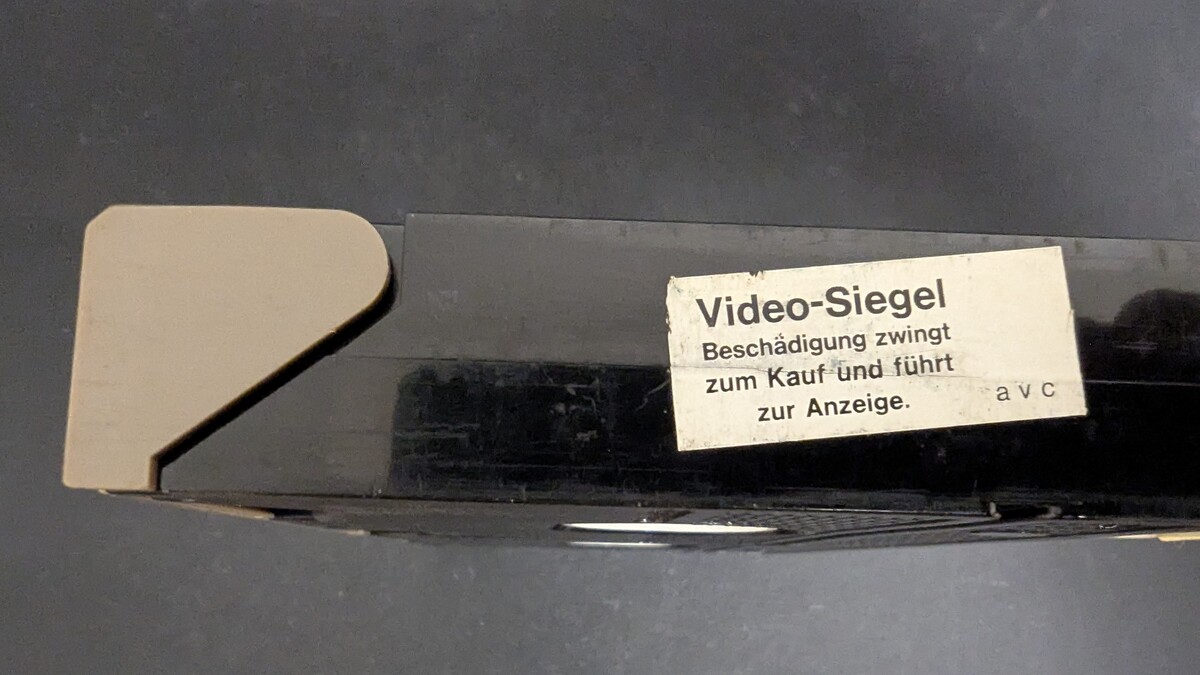 Video-Siegel
Beschädigung zwingt
zum Kauf und führt
zur Anzeige.
avc